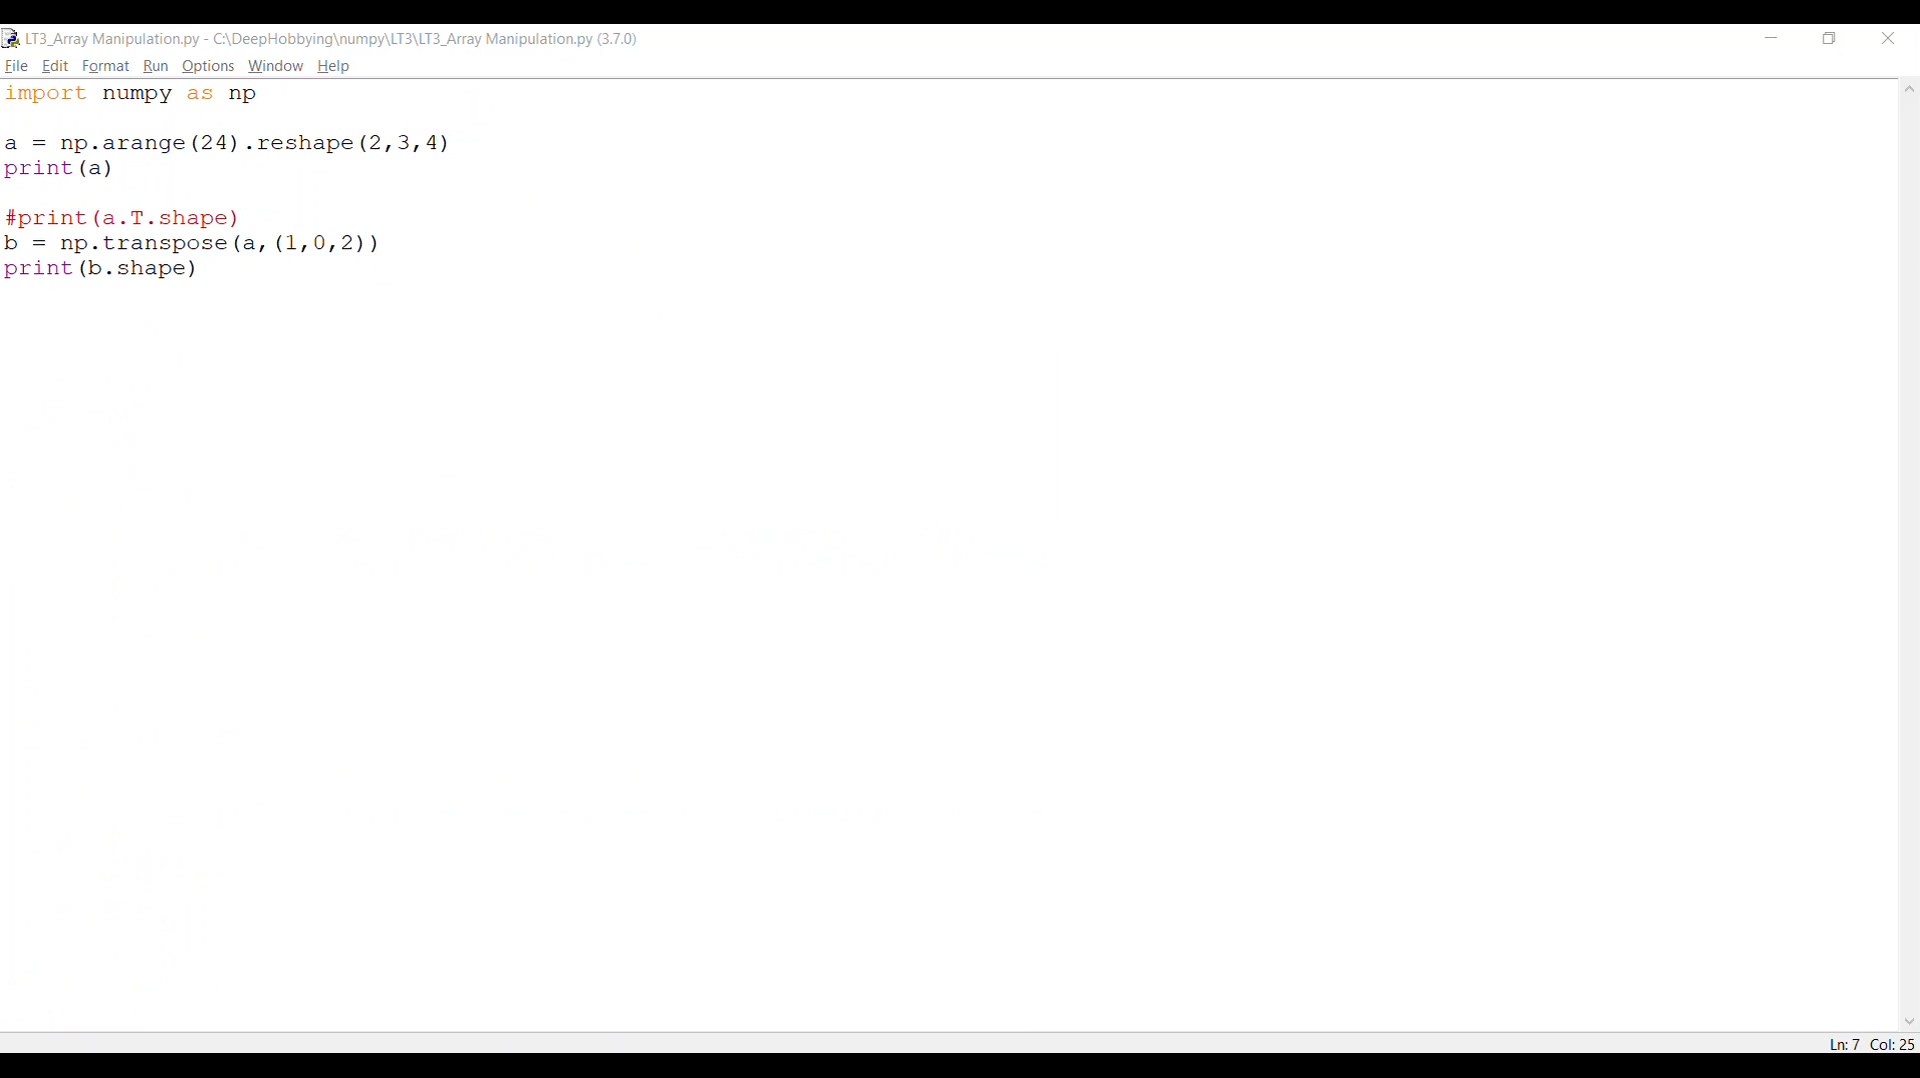 LT3_Array Manipulation.py - C:\DeepHobbying\numpy\LT3\LT3_Array Manipulation.py (3.7.0)
File Edit Format Run Options Window Help
import numpy as np
a = np.arange(24).reshape(2,3,4)
print(a)
#print(a.T.shape)
b = np.transpose(a,(1,0,2))
print(b.shape)
Ln: 7 Col: 25